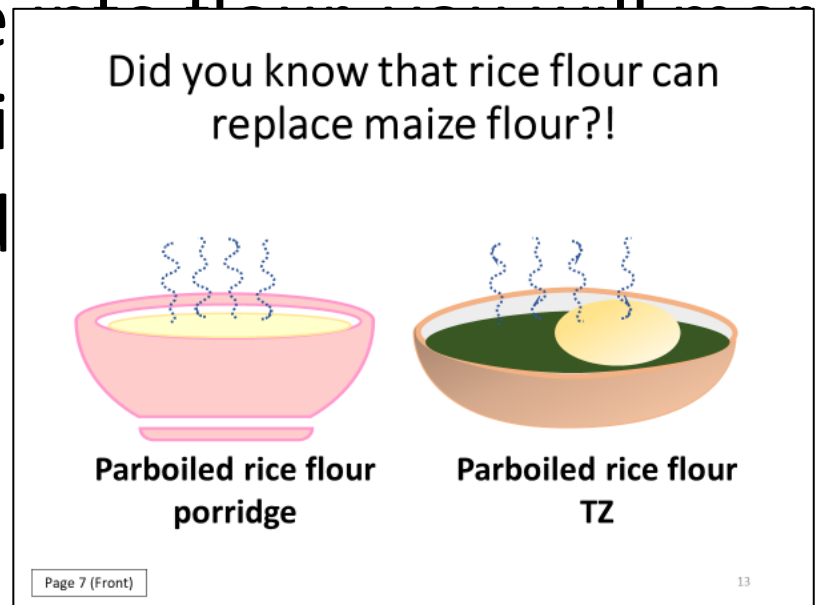 Did you know that rice flour can
replace maize flour?!
Parboiled rice flour
porridge
Parboiled rice flour
TZ
Page 7 (Front)
13